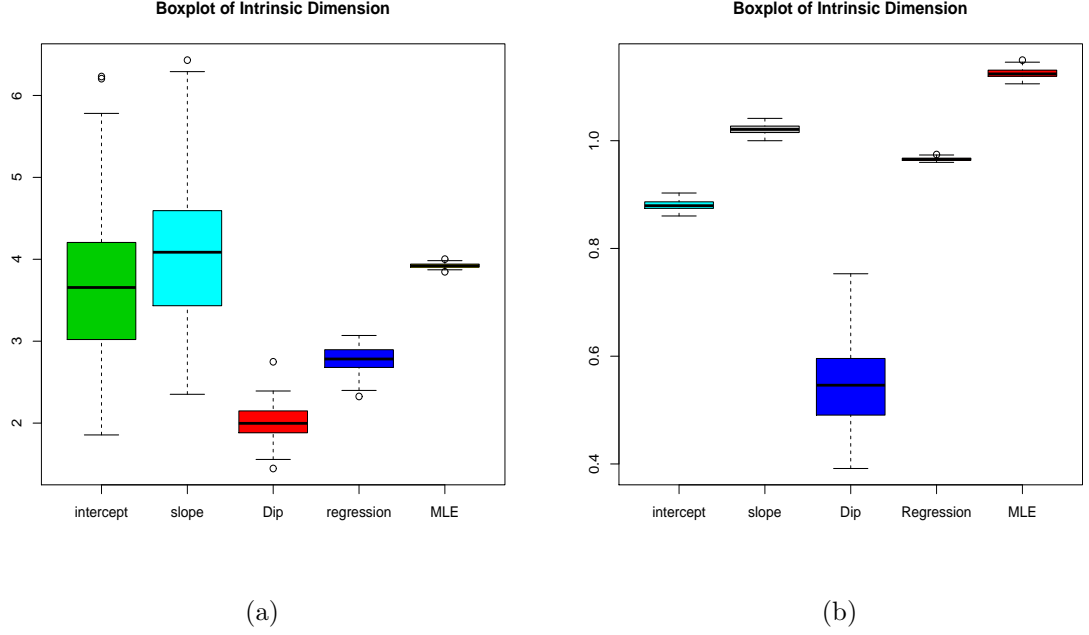 Boxplot of Intrinsic Dimension
6
5
4
3
2
intercept slope Dip regression MLE
(a)
Boxplot of Intrinsic Dimension
1.0
0.8
0.6
0.4
intercept slope Dip Regression MLE
(b)